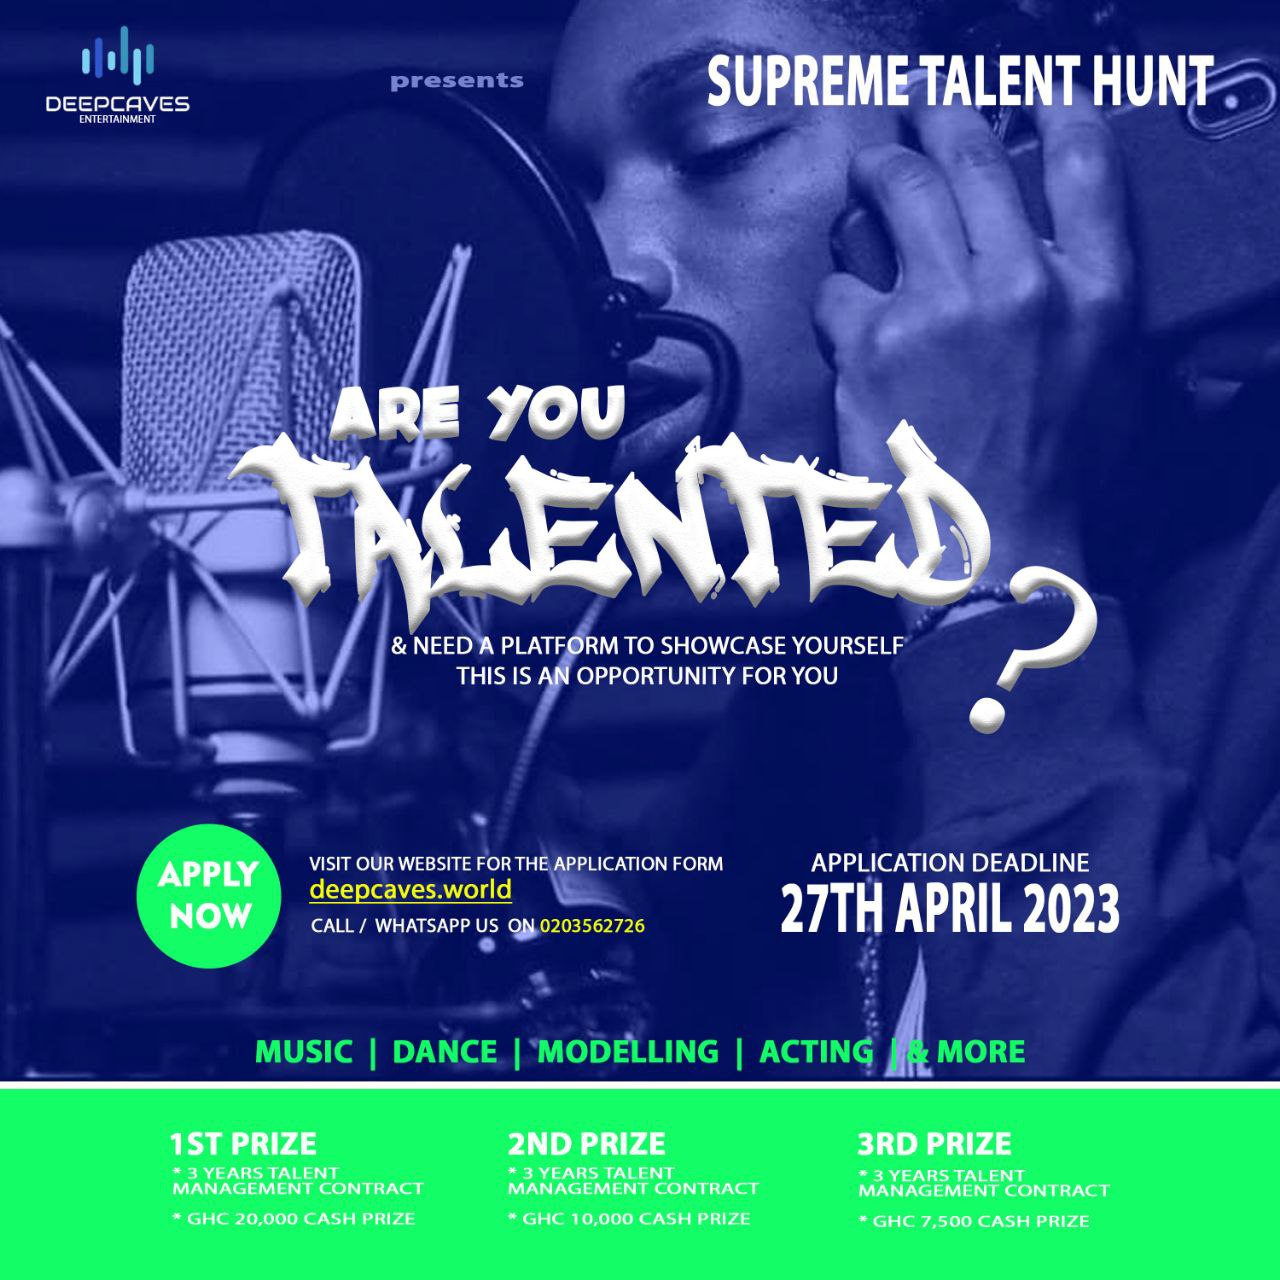 DEEPCAVES
ENTERTAINMENT
presents
SUPREME TALENT HUNT
ARE YOU
TALENTED?
& NEED A PLATFORM TO SHOWCASE YOURSELF
THIS IS AN OPPORTUNITY FOR YOU
APPLY
NOW
VISIT OUR WEBSITE FOR THE APPLICATION FORM
deepcaves.world
CALL / WHATSAPP US ON 0203562726
APPLICATION DEADLINE
27TH APRIL 2023
MUSIC | DANCE | MODELLING | ACTING | & MORE
1ST PRIZE
* 3 YEARS TALENT
MANAGEMENT CONTRACT
* GHC 20,000 CASH PRIZE
2ND PRIZE
* 3 YEARS TALENT
MANAGEMENT CONTRACT
* GHC 10,000 CASH PRIZE
3RD PRIZE
* 3 YEARS TALENT
MANAGEMENT CONTRACT
* GHC 7,500 CASH PRIZE